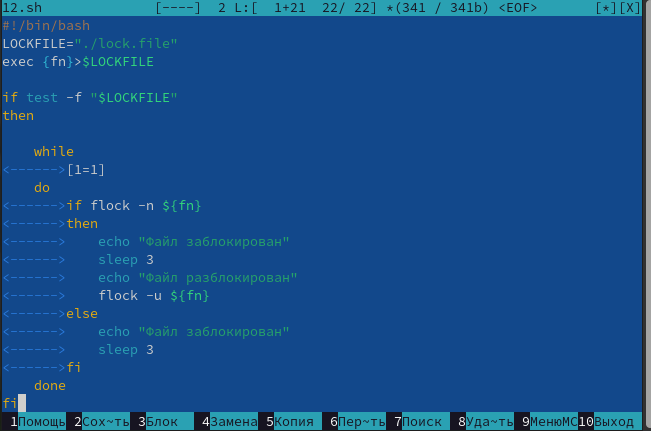 12.sh [----] 2 L:[ 1+21 22/ 22] *(341 / 341b) <EOF> [*][X]
#!/bin/bash
LOCKFILE="./lock.file"
exec {fn}>$LOCKFILE
if test -f "$LOCKFILE"
then
while
<------>[1=1]
do
<------>if flock -n ${fn}
<------>then
<------> echo "Файл заблокирован"
<------> sleep 3
<------> echo "Файл разблокирован"
<------> flock -u ${fn}
<------>else
<------> echo "Файл заблокирован"
<------> sleep 3
<------>fi
done
fi
1Помощь 2Сох~ть 3Блок 4Замена 5Копия 6Пер~ть 7Поиск 8Уда~ть 9МенюMC 10Выход